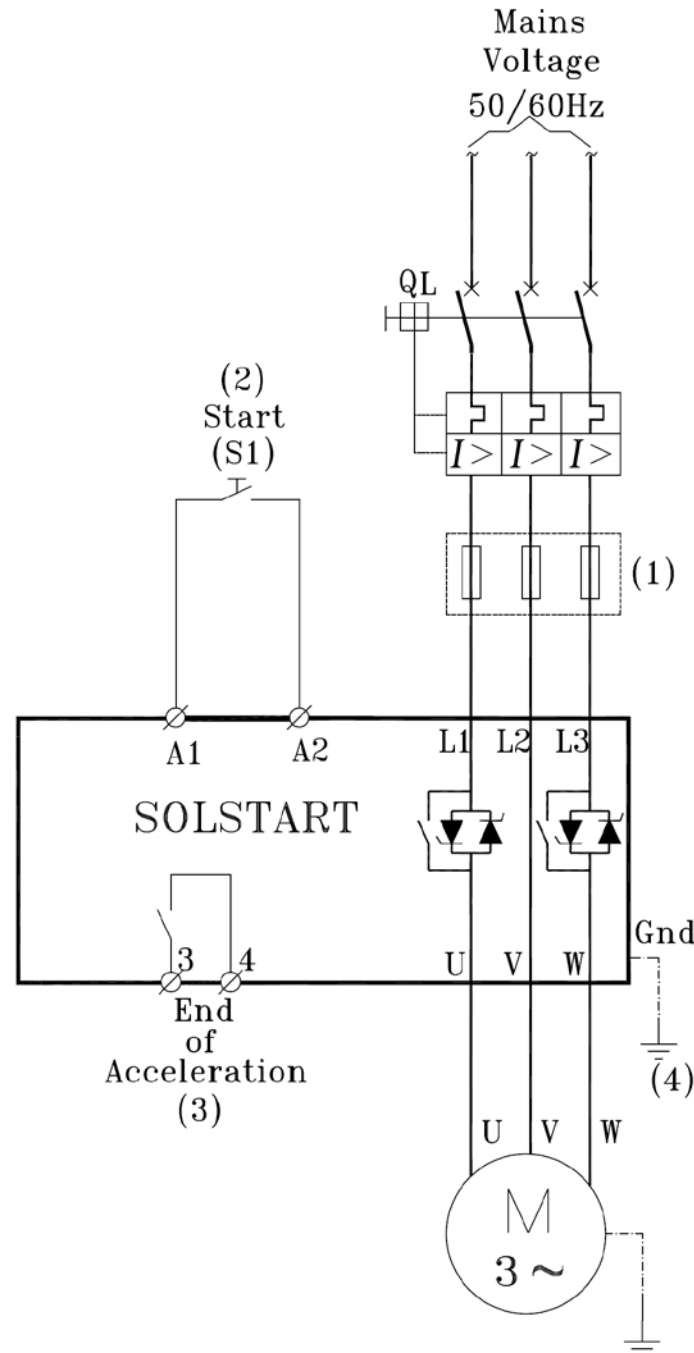 Mains
Voltage
50/60Hz
QL
(2)
Start
(S1)
I> I> I>
(1)
A1 A2 L1 L2 L3
SOLSTART
Gnd
3 4 U V W
End
of
Acceleration
(3)
(4)
U V W
M
3 ~